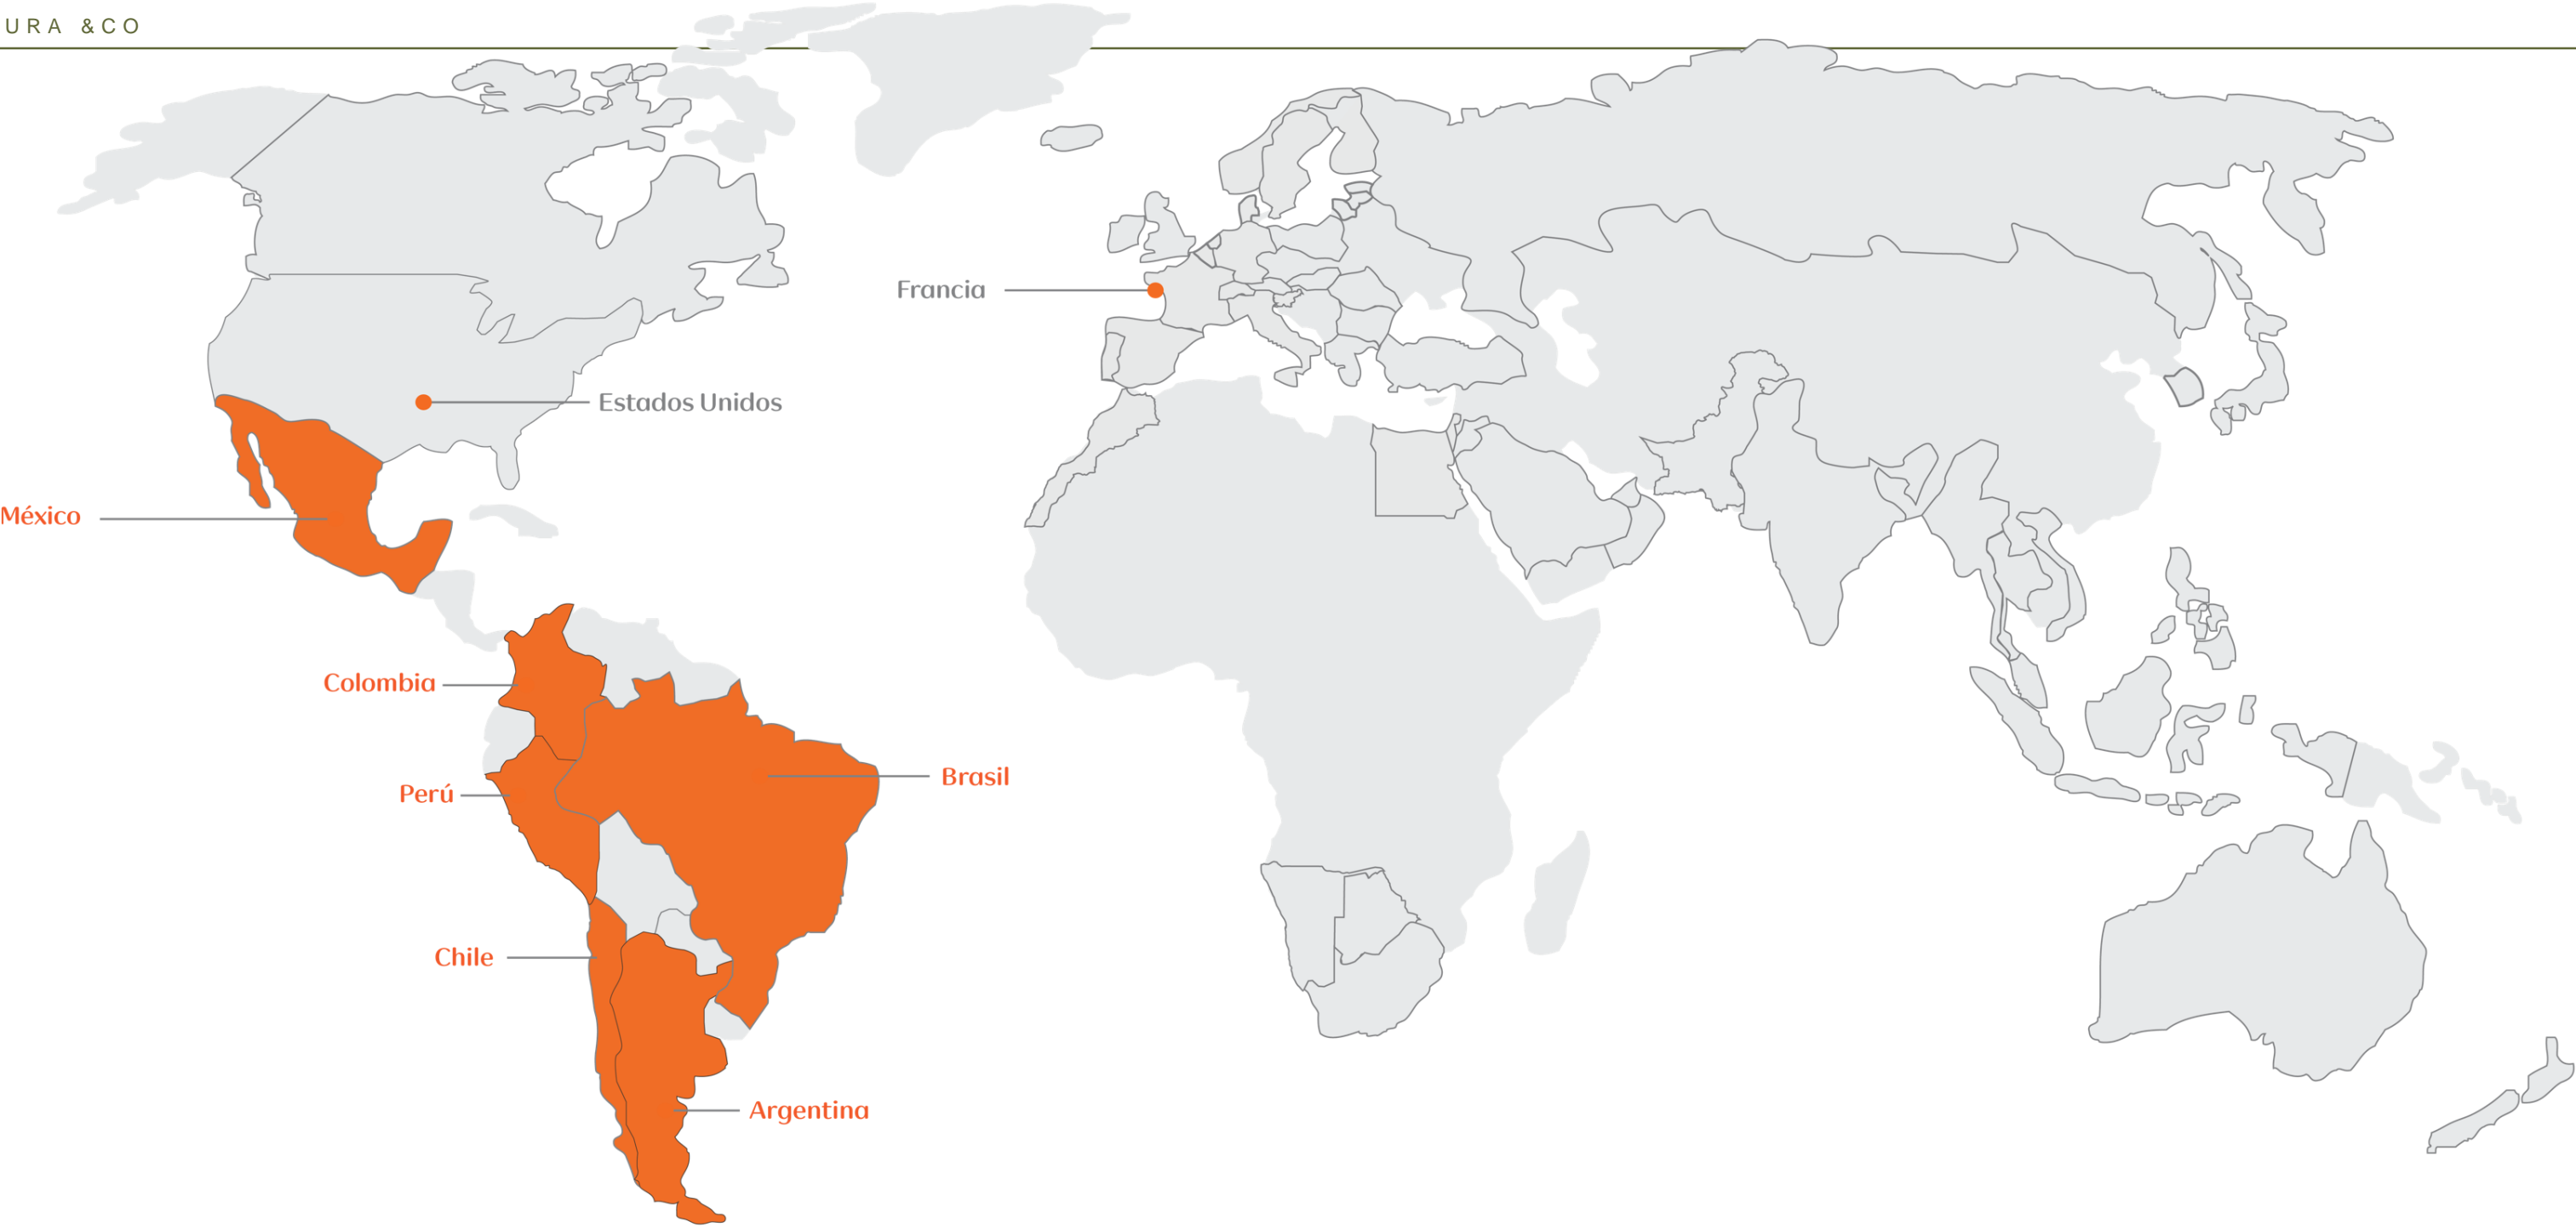 URA &CO
Francia
Estados Unidos
México
Colombia
Brasil
Perú
Chile
Argentina